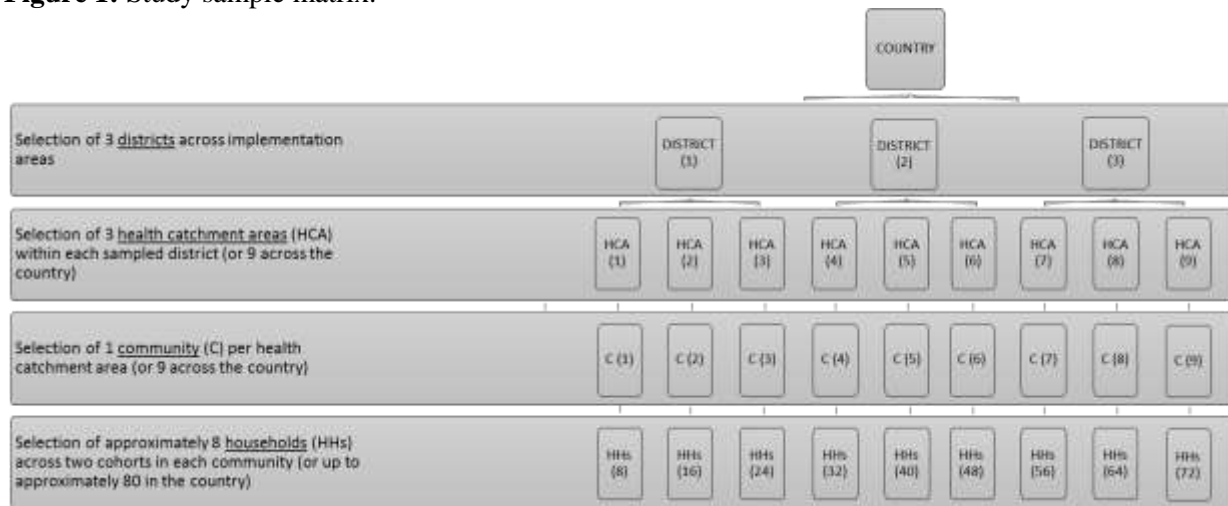 Figure 1. Study sample matrix.
COUNTRY
Selection of 3 districts across implementation
areas
DISTRICT
(1)
DISTRICT
(2)
DISTRICT
(3)
Selection of 3 health catchment areas (HCA)
within each sampled district (or 9 across the
country)
HCA
(1)
HCA
(2)
HCA
(3)
HCA
(4)
HCA
(5)
HCA
(6)
HCA
(7)
HCA
(8)
HCA
(9)
Selection of 1 community (C) per health
catchment area (or 9 across the country)
C (1)
C (2)
C (3)
C (4)
C (5)
C (6)
C (7)
C (8)
C (9)
Selection of approximately 8 households (HHs)
across two cohorts in each community (or up to
approximately 80 in the country)
HHs
(8)
HHs
(16)
HHs
(24)
HHs
(32)
HHs
(40)
HHs
(48)
HHs
(56)
HHs
(64)
HHs
(72)